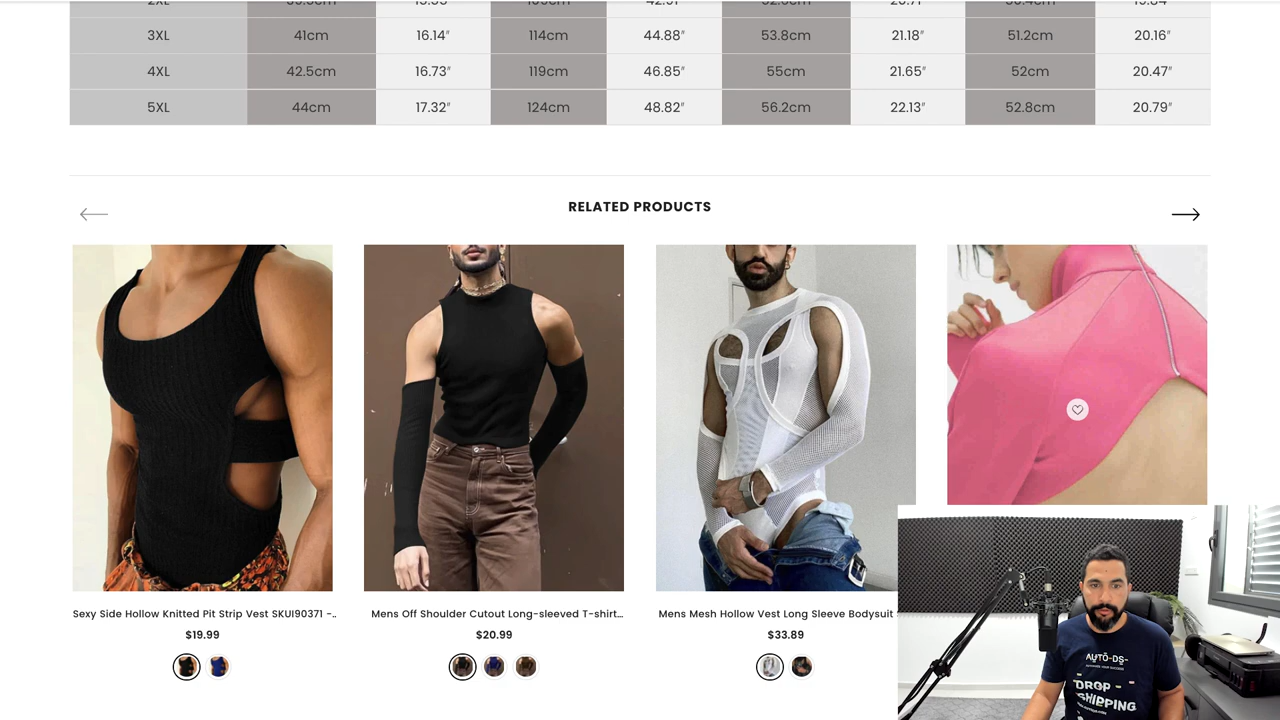 3XL 41cm 16.14″ 114cm 44.88″ 53.8cm 21.18″ 51.2cm 20.16″
4XL 42.5cm 16.73″ 119cm 46.85″ 55cm 21.65″ 52cm 20.47″
5XL 44cm 17.32″ 124cm 48.82″ 56.2cm 22.13″ 52.8cm 20.79″
RELATED PRODUCTS
Sexy Side Hollow Knitted Pit Strip Vest SKUI90371 -..
$19.99
Mens Off Shoulder Cutout Long-sleeved T-shirt...
$20.99
Mens Mesh Hollow Vest Long Sleeve Bodysuit
$33.89
AUTO-DS-
DROP
SHIPPING